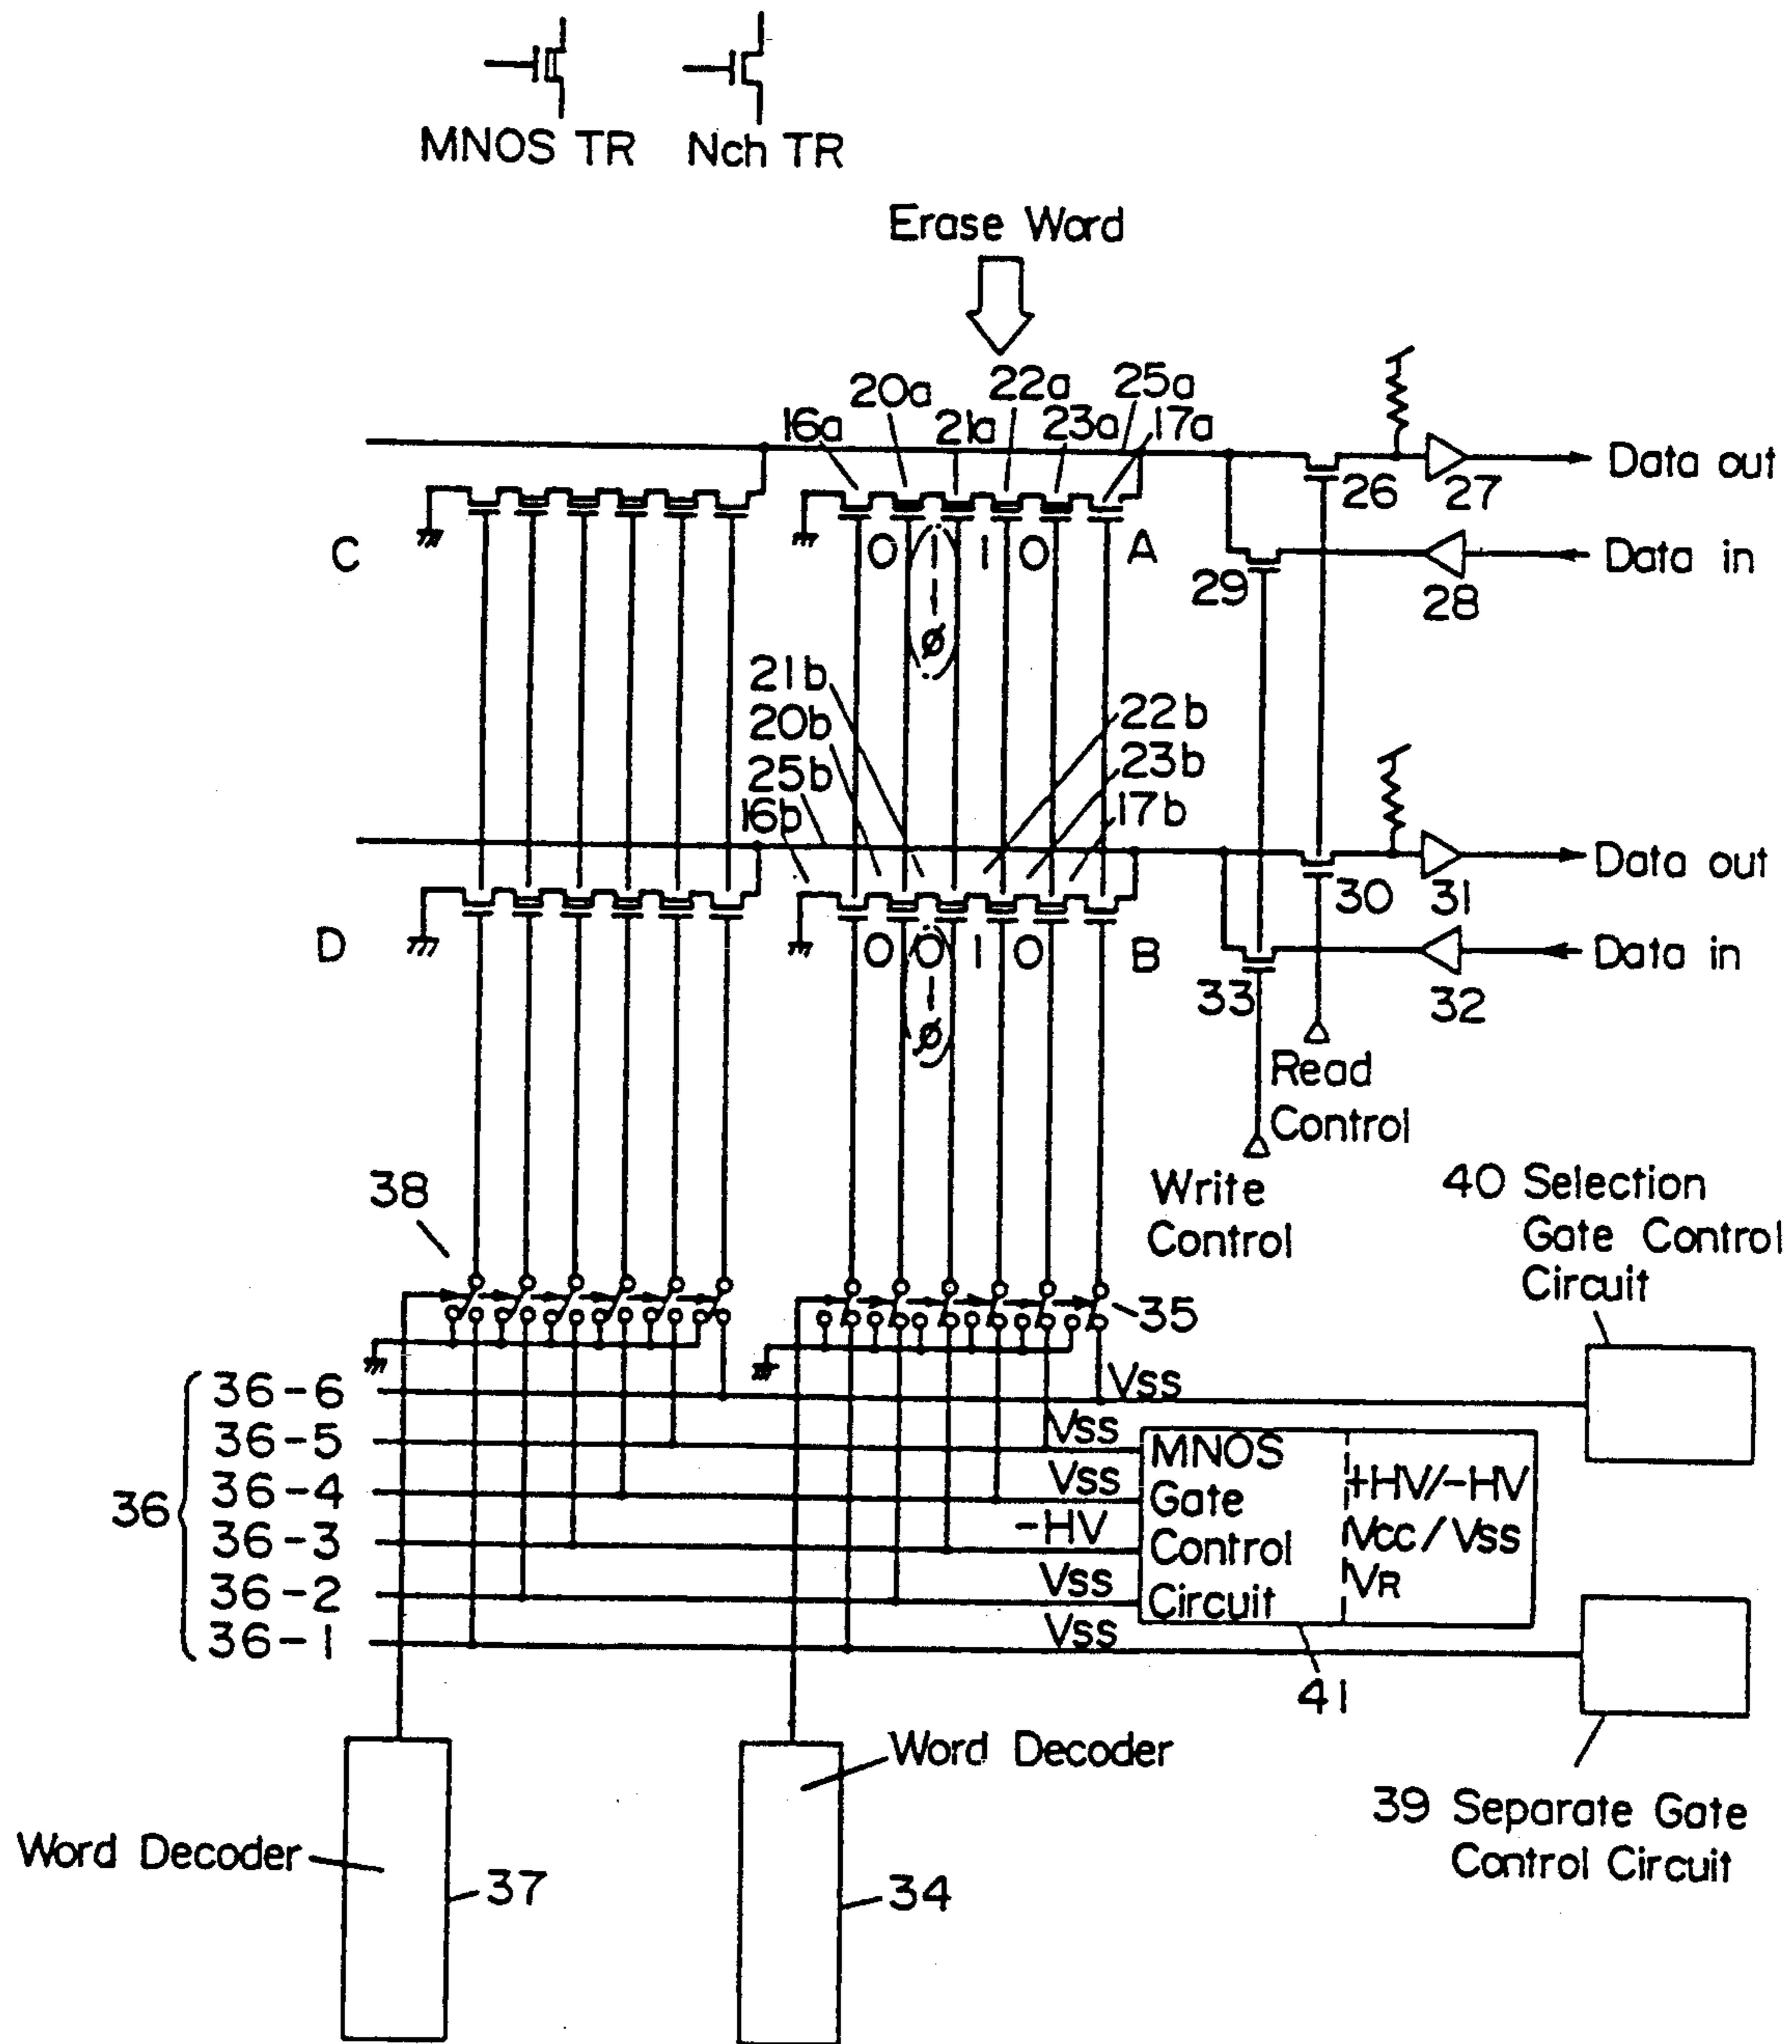 MNOS TR
Nch TR
Erase Word
20a
22a
25a
16a
21a
23a
17a
Data out
26
27
C
0
1
1
0
A
Data in
29
28
ø
21b
20b
25b
16b
22b
23b
17b
Data out
30
31
D
0
0
1
0
B
Data in
33
32
ø
Read
Control
Write
Control
38
35
40 Selection
Gate Control
Circuit
36
36-6
36-5
36-4
36-3
36-2
36-1
Vss
Vss
Vss
-HV
Vss
Vss
MNOS
Gate
Control
Circuit
+HV/-HV
Vcc/Vss
VR
41
Word Decoder
Word Decoder
37
34
39 Separate Gate
Control Circuit